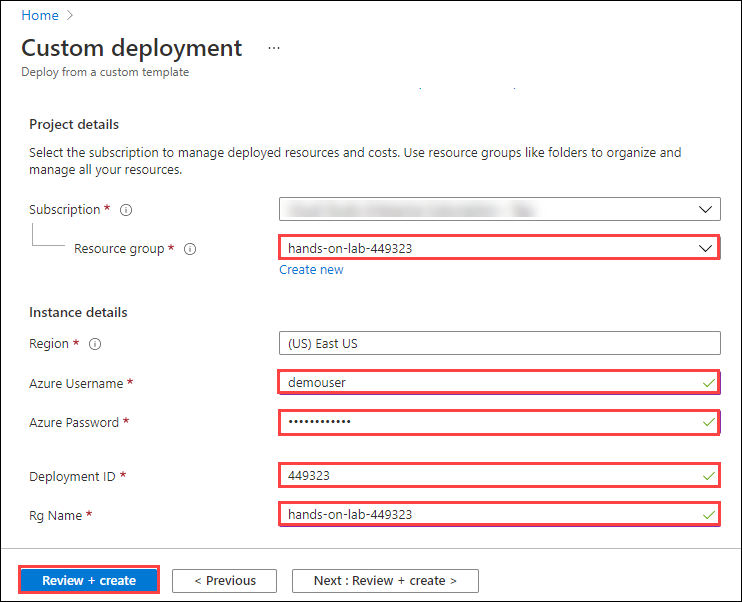 Home >
Custom deployment ...
Deploy from a custom template
Project details
Select the subscription to manage deployed resources and costs. Use resource groups like folders to organize and
manage all your resources.
Subscription *
Resource group *
hands-on-lab-449323
Create new
Instance details
Region *
(US) East US
Azure Username *
demouser
Azure Password *
••••••••••••
Deployment ID *
449323
Rg Name *
hands-on-lab-449323
Review + create
< Previous
Next : Review + create >